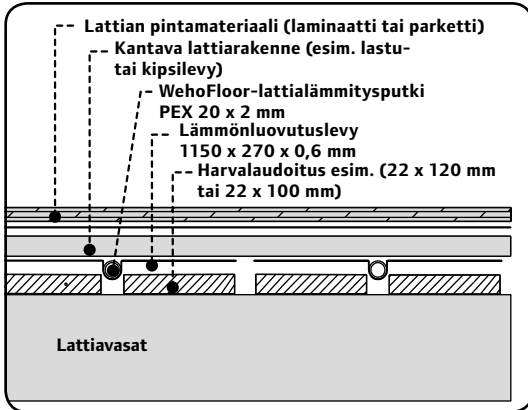 Lattian pintamateriaali (laminaatti tai parketti)
Kantava lattiarakenne (esim. lastu-
tai kipsilevy)
WehoFloor-lattialämmitysputki
PEX 20 x 2 mm
Lämmönluovutuslevy
1150 x 270 x 0,6 mm
Harvalaudoitus esim. (22 x 120 mm
tai 22 x 100 mm)
Lattiavasat